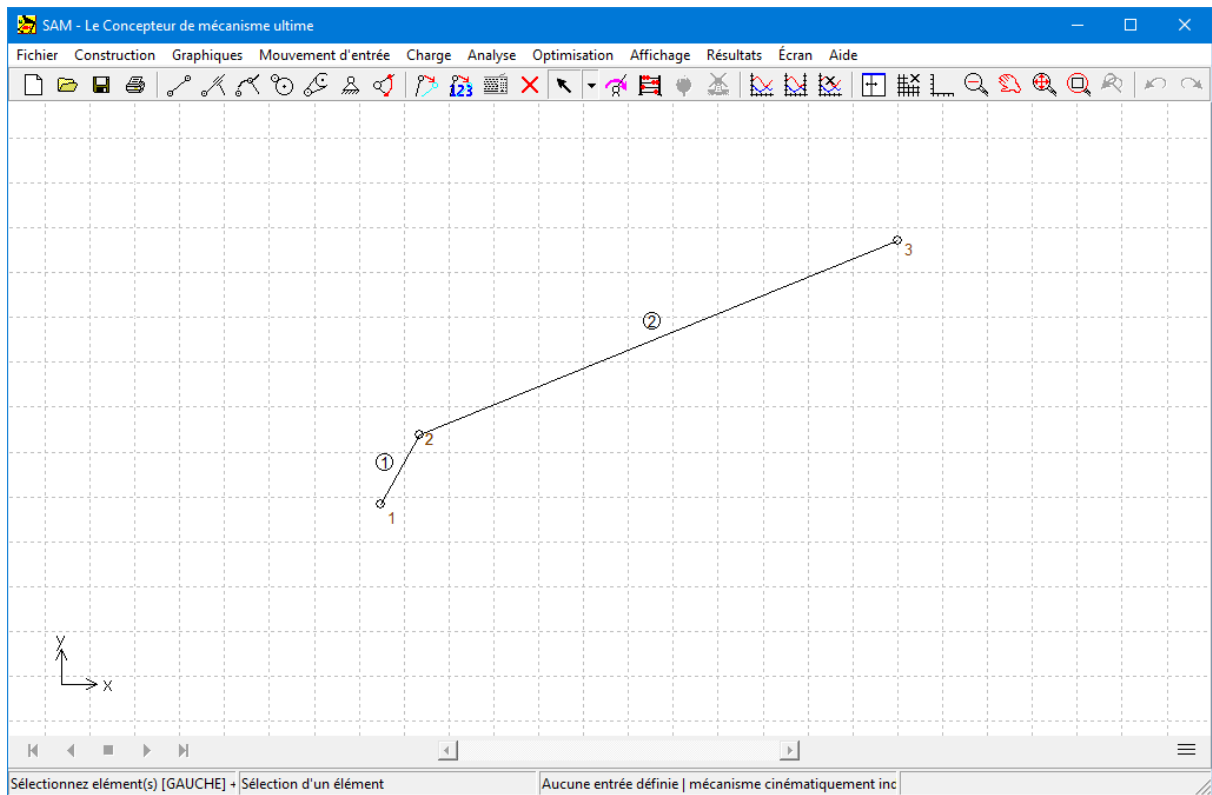 SAM - Le Concepteur de mécanisme ultime
Fichier Construction Graphiques Mouvement d'entrée Charge Analyse Optimisation Affichage Résultats Écran Aide
123
3
2
2
1
1
y
x
Sélectionnez elément(s) [GAUCHE] + Sélection d'un élément Aucune entrée définie | mécanisme cinématiquement inc